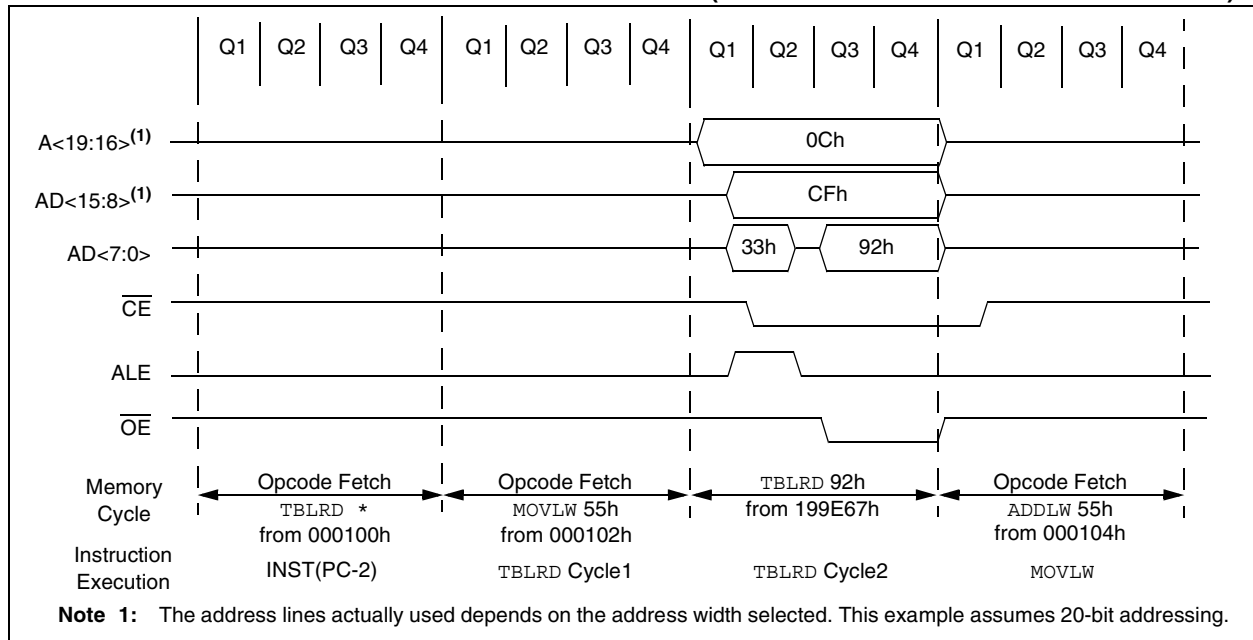 Q1 Q2 Q3 Q4 Q1 Q2 Q3 Q4 Q1 Q2 Q3 Q4 Q1 Q2 Q3 Q4
A<19:16>(1) 0Ch
AD<15:8>(1) CFh
AD<7:0> 33h 92h
CE
ALE
OE
Memory Cycle
Opcode Fetch
TBLRD *
from 000100h
Opcode Fetch
MOVLW 55h
from 000102h
TBLRD 92h
from 199E67h
Opcode Fetch
ADDLW 55h
from 000104h
Instruction Execution
INST(PC-2)
TBLRD Cycle1
TBLRD Cycle2
MOVLW
Note 1: The address lines actually used depends on the address width selected. This example assumes 20-bit addressing.